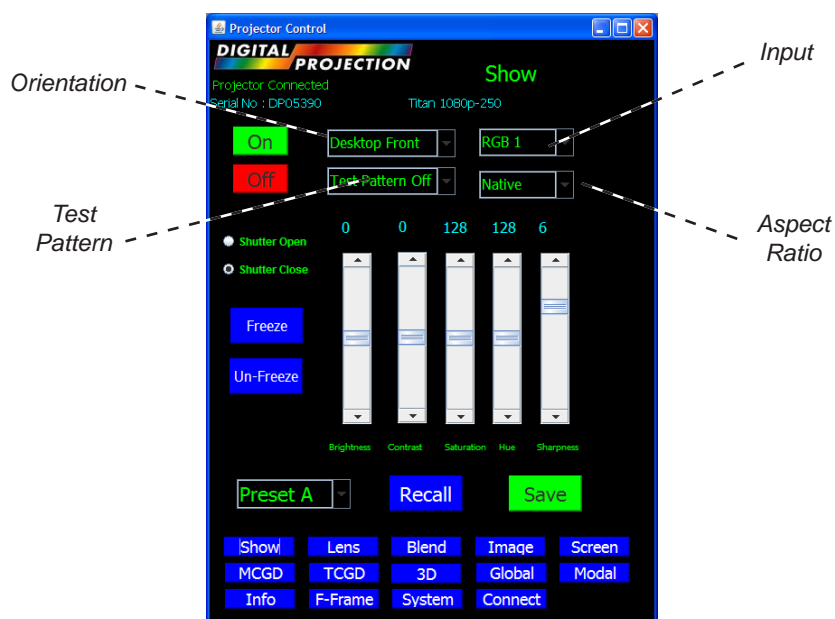 Projector Control
DIGITAL
PROJECTION
Show
Projector Connected
Serial No : DP05390
Titan 1080p-250
Orientation
Input
On
Desktop Front
RGB 1
Off
Test Pattern Off
Native
Test
Pattern
Aspect
Ratio
0 0 128 128 6
Shutter Open
Shutter Close
Freeze
Un-Freeze
Brightness Contrast Saturation Hue Sharpness
Preset A
Recall
Save
Show Lens Blend Image Screen
MCGD TCGD 3D Global Modal
Info F-Frame System Connect